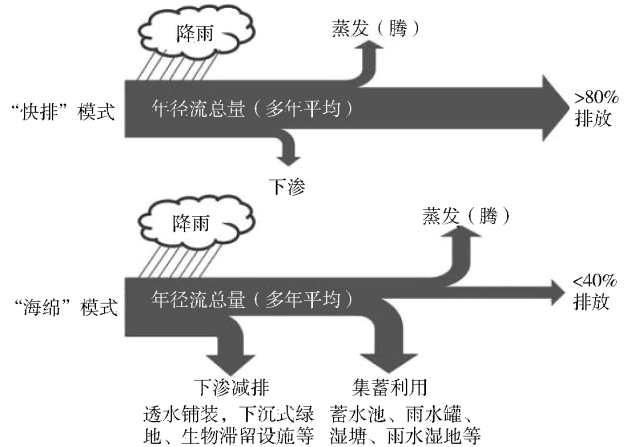 降雨
蒸发（腾）
“快排”模式
年径流总量（多年平均）
>80%
排放
下渗
降雨
蒸发（腾）
“海绵”模式
年径流总量（多年平均）
<40%
排放
下渗减排
透水铺装，下沉式绿
地、生物滞留设施等
集蓄利用
蓄水池、雨水罐、
湿塘、雨水湿地等